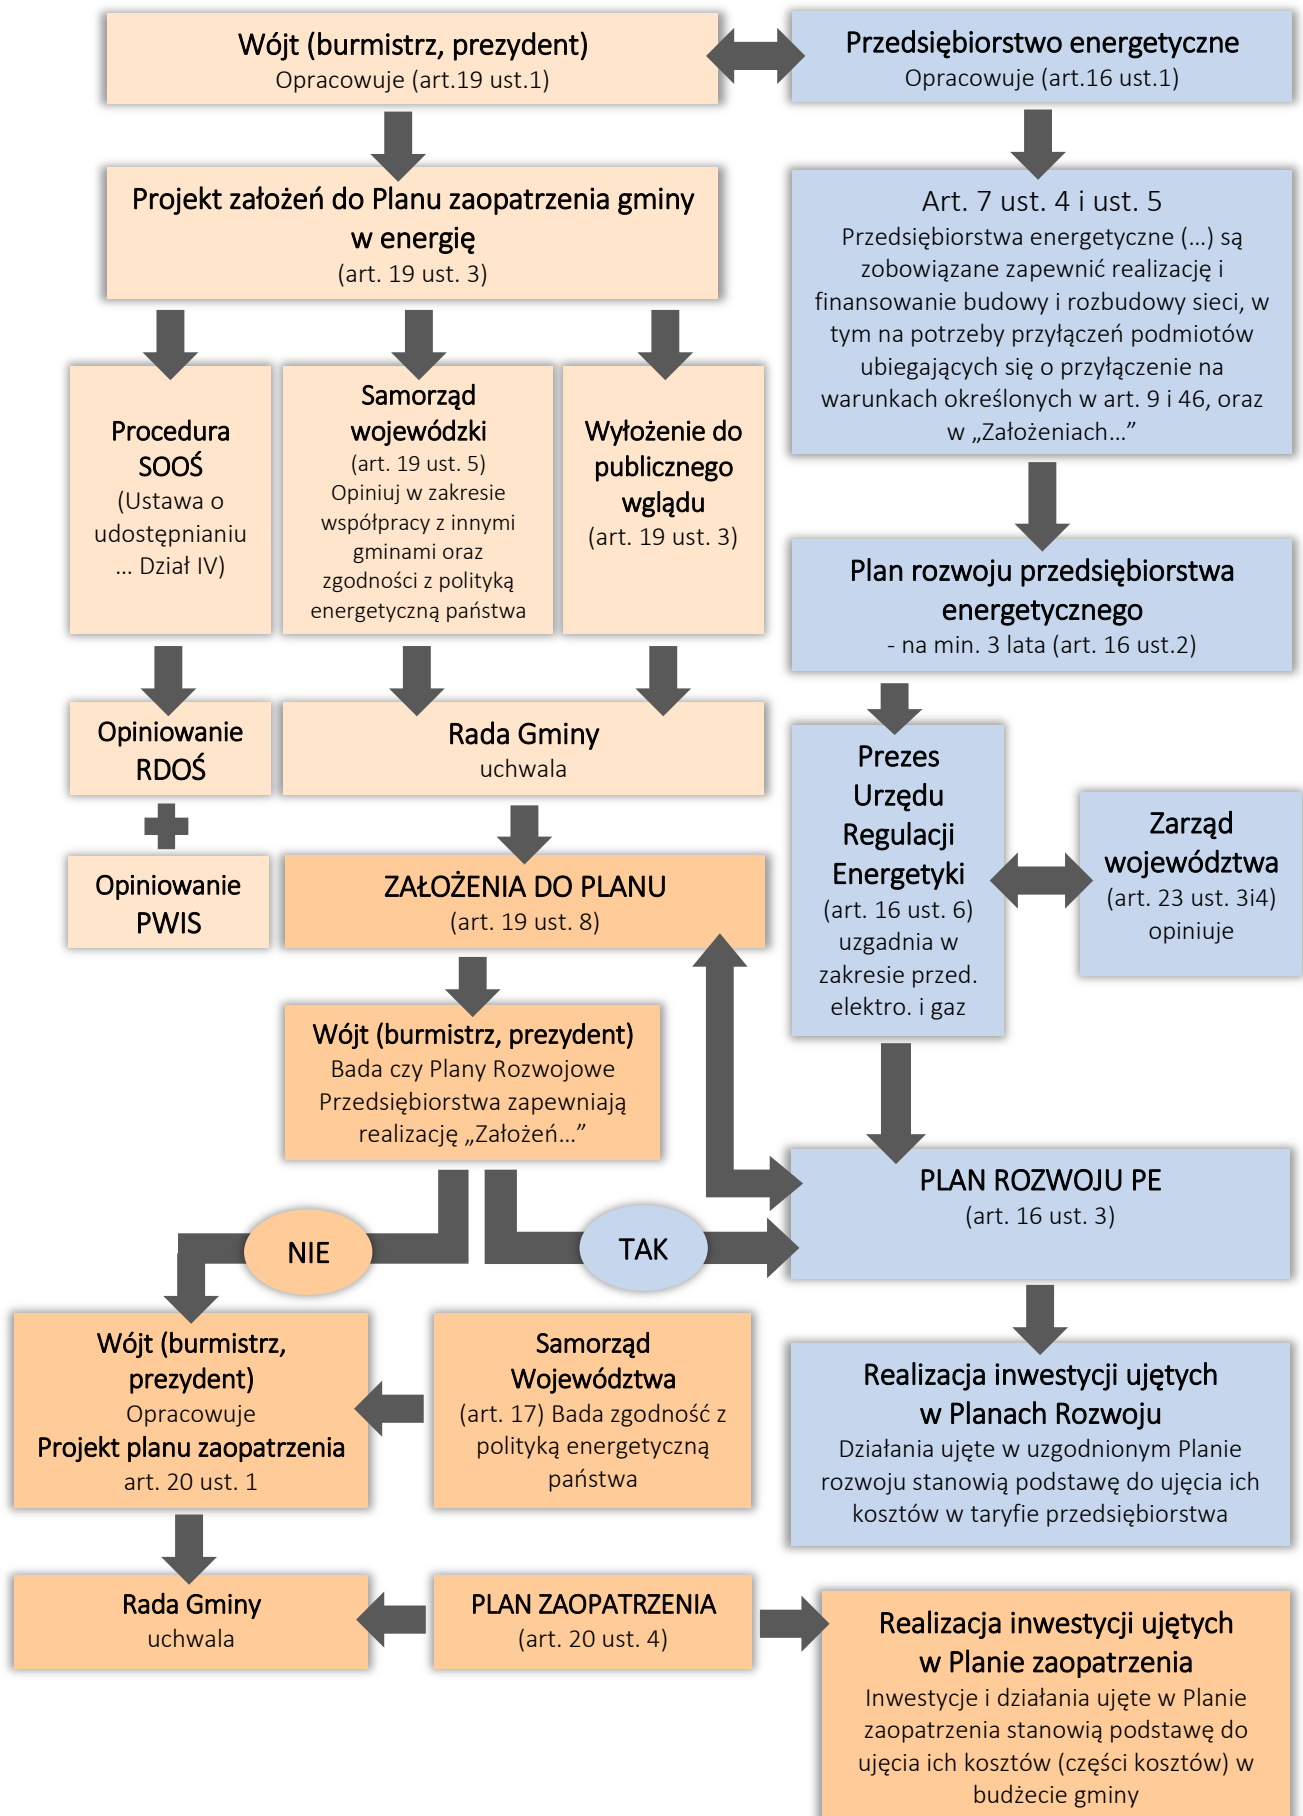 Wójt (burmistrz, prezydent)
Opracowuje (art.19 ust.1)
Przedsiębiorstwo energetyczne
Opracowuje (art.16 ust.1)
Projekt założeń do Planu zaopatrzenia gminy
w energię
(art. 19 ust. 3)
Art. 7 ust. 4 i ust. 5
Przedsiębiorstwa energetyczne (...) są
zobowiązane zapewnić realizację i
finansowanie budowy i rozbudowy sieci, w
tym na potrzeby przyłączeń podmiotów
ubiegających się o przyłączenie na
warunkach określonych w art. 9 i 46, oraz
w „Założeniach...”
Procedura
SOOŚ
(Ustawa o
udostępnianiu
... Dział IV)
Samorząd
wojewódzki
(art. 19 ust. 5)
Opiniuj w zakresie
współpracy z innymi
gminami oraz
zgodności z polityką
energetyczną państwa
Wyłożenie do
publicznego
wglądu
(art. 19 ust. 3)
Plan rozwoju przedsiębiorstwa
energetycznego
- na min. 3 lata (art. 16 ust.2)
Opiniowanie
RDOŚ
Rada Gminy
uchwala
Prezes
Urzędu
Regulacji
Energetyki
(art. 16 ust. 6)
uzgadnia w
zakresie przed.
elektro. i gaz
Zarząd
województwa
(art. 23 ust. 3i4)
opiniuje
Opiniowanie
PWIS
ZAŁOŻENIA DO PLANU
(art. 19 ust. 8)
Wójt (burmistrz, prezydent)
Bada czy Plany Rozwojowe
Przedsiębiorstwa zapewniają
realizację „Założeń...”
PLAN ROZWOJU PE
(art. 16 ust. 3)
NIE
TAK
Wójt (burmistrz,
prezydent)
Opracowuje
Projekt planu zaopatrzenia
art. 20 ust. 1
Samorząd
Województwa
(art. 17) Bada zgodność z
polityką energetyczną
państwa
Realizacja inwestycji ujętych
w Planach Rozwoju
Działania ujęte w uzgodnionym Planie
rozwoju stanowią podstawę do ujęcia ich
kosztów w taryfie przedsiębiorstwa
Rada Gminy
uchwala
PLAN ZAOPATRZENIA
(art. 20 ust. 4)
Realizacja inwestycji ujętych
w Planie zaopatrzenia
Inwestycje i działania ujęte w Planie
zaopatrzenia stanowią podstawę do
ujęcia ich kosztów (części kosztów) w
budżecie gminy